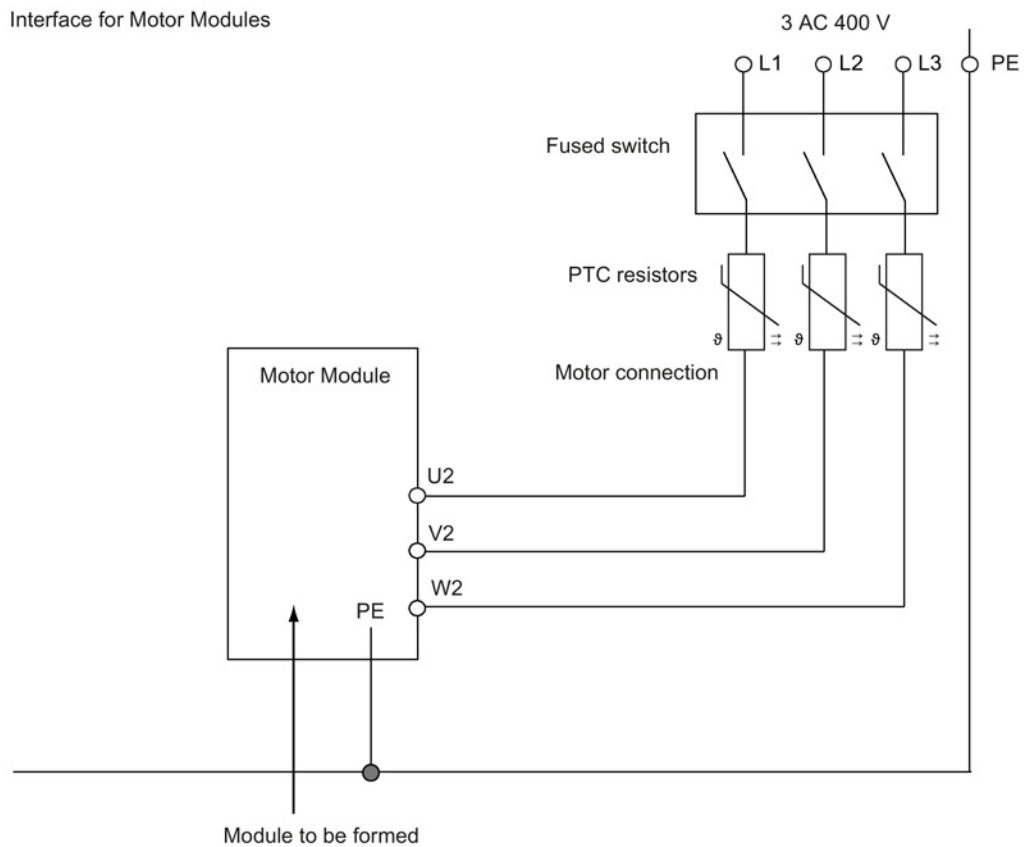 Interface for Motor Modules
3 AC 400 V
L1
L2
L3
PE
Fused switch
PTC resistors
ϑ
ϑ
ϑ
Motor connection
Motor Module
U2
V2
W2
PE
Module to be formed